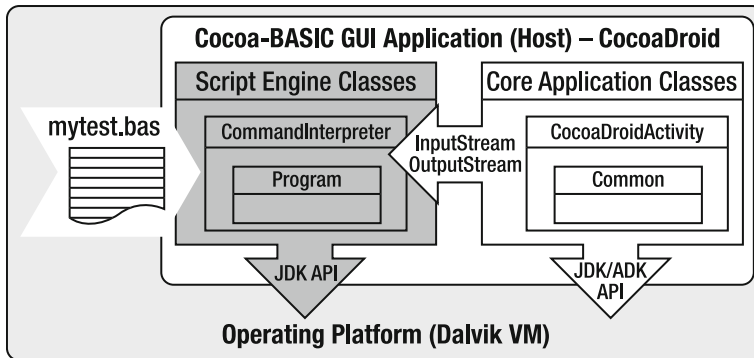 Cocoa-BASIC GUI Application (Host) – CocoaDroid
Script Engine Classes
Core Application Classes
mytest.bas
CommandInterpreter
Program
InputStream
OutputStream
CocoaDroidActivity
Common
JDK API
JDK/ADK
API
Operating Platform (Dalvik VM)